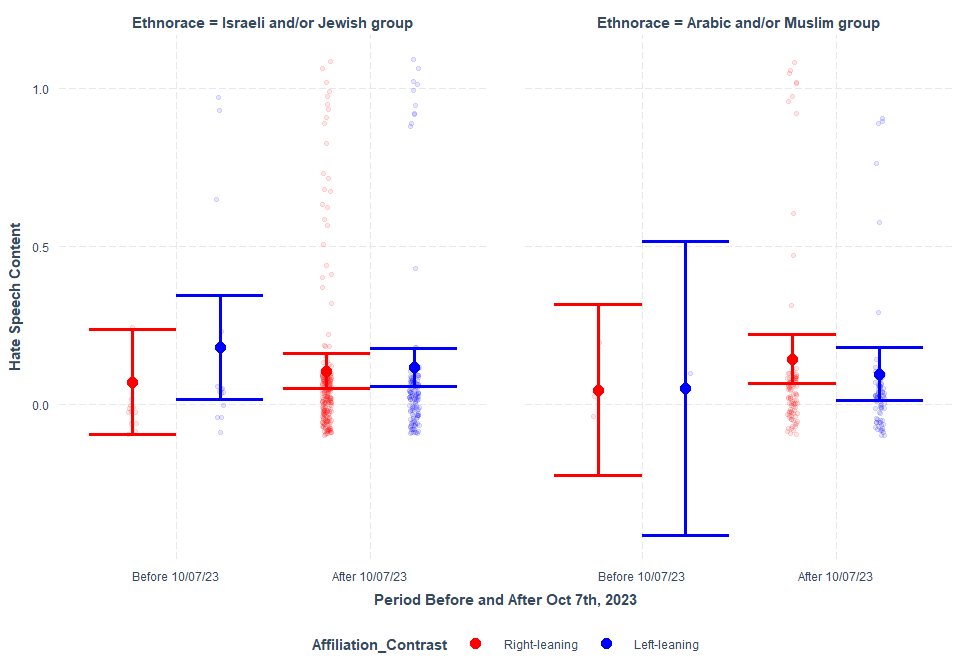 Ethnorace = Israeli and/or Jewish group
Ethnorace = Arabic and/or Muslim group
Hate Speech Content
1.0
0.5
0.0
Before 10/07/23
After 10/07/23
Before 10/07/23
After 10/07/23
Period Before and After Oct 7th, 2023
Affiliation_Contrast
Right-leaning
Left-leaning